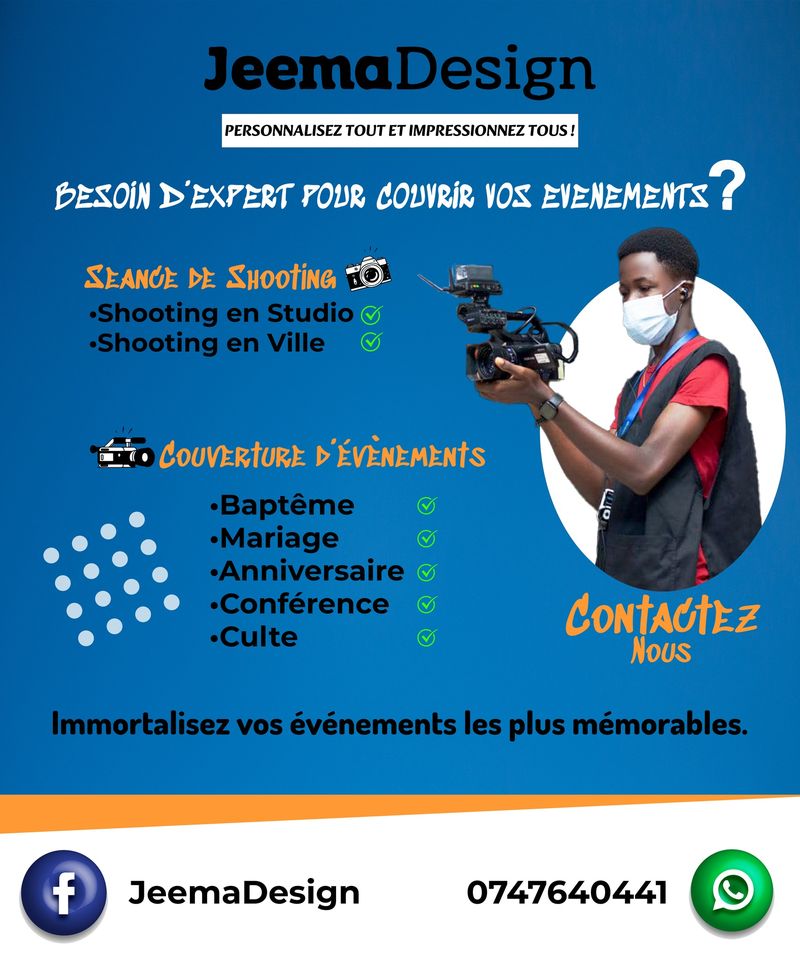 JeemaDesign
PERSONNALISEZ TOUT ET IMPRESSIONNEZ TOUS !
BESOIN D'EXPERT POUR COUVRIR VOS EVENEMENTS?
SEANCE DE SHOOTING
•Shooting en Studio
•Shooting en Ville
COUVERTURE D'ÉVÈNEMENTS
•Baptême
•Mariage
•Anniversaire
•Conférence
•Culte
CONTACTEZ
NOUS
Immortalisez vos événements les plus mémorables.
JeemaDesign
0747640441